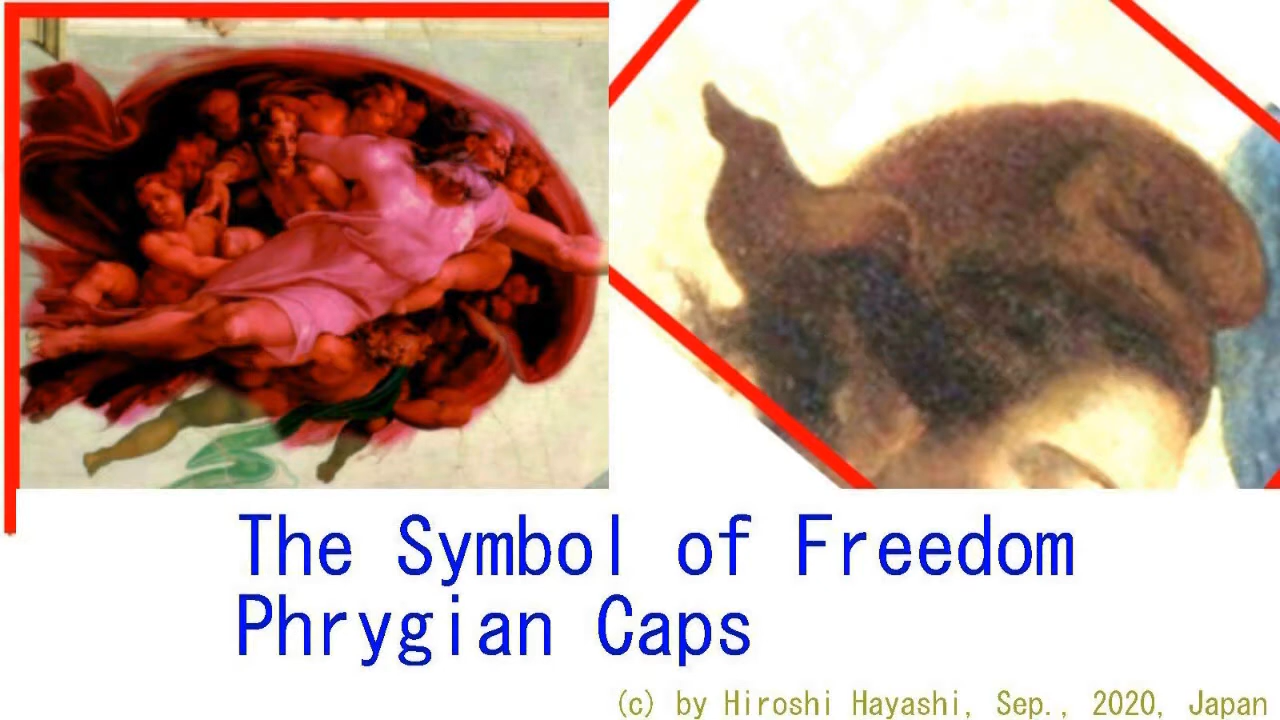 The Symbol of Freedom
Phrygian Caps
(c) by Hiroshi Hayashi, Sep., 2020, Japan